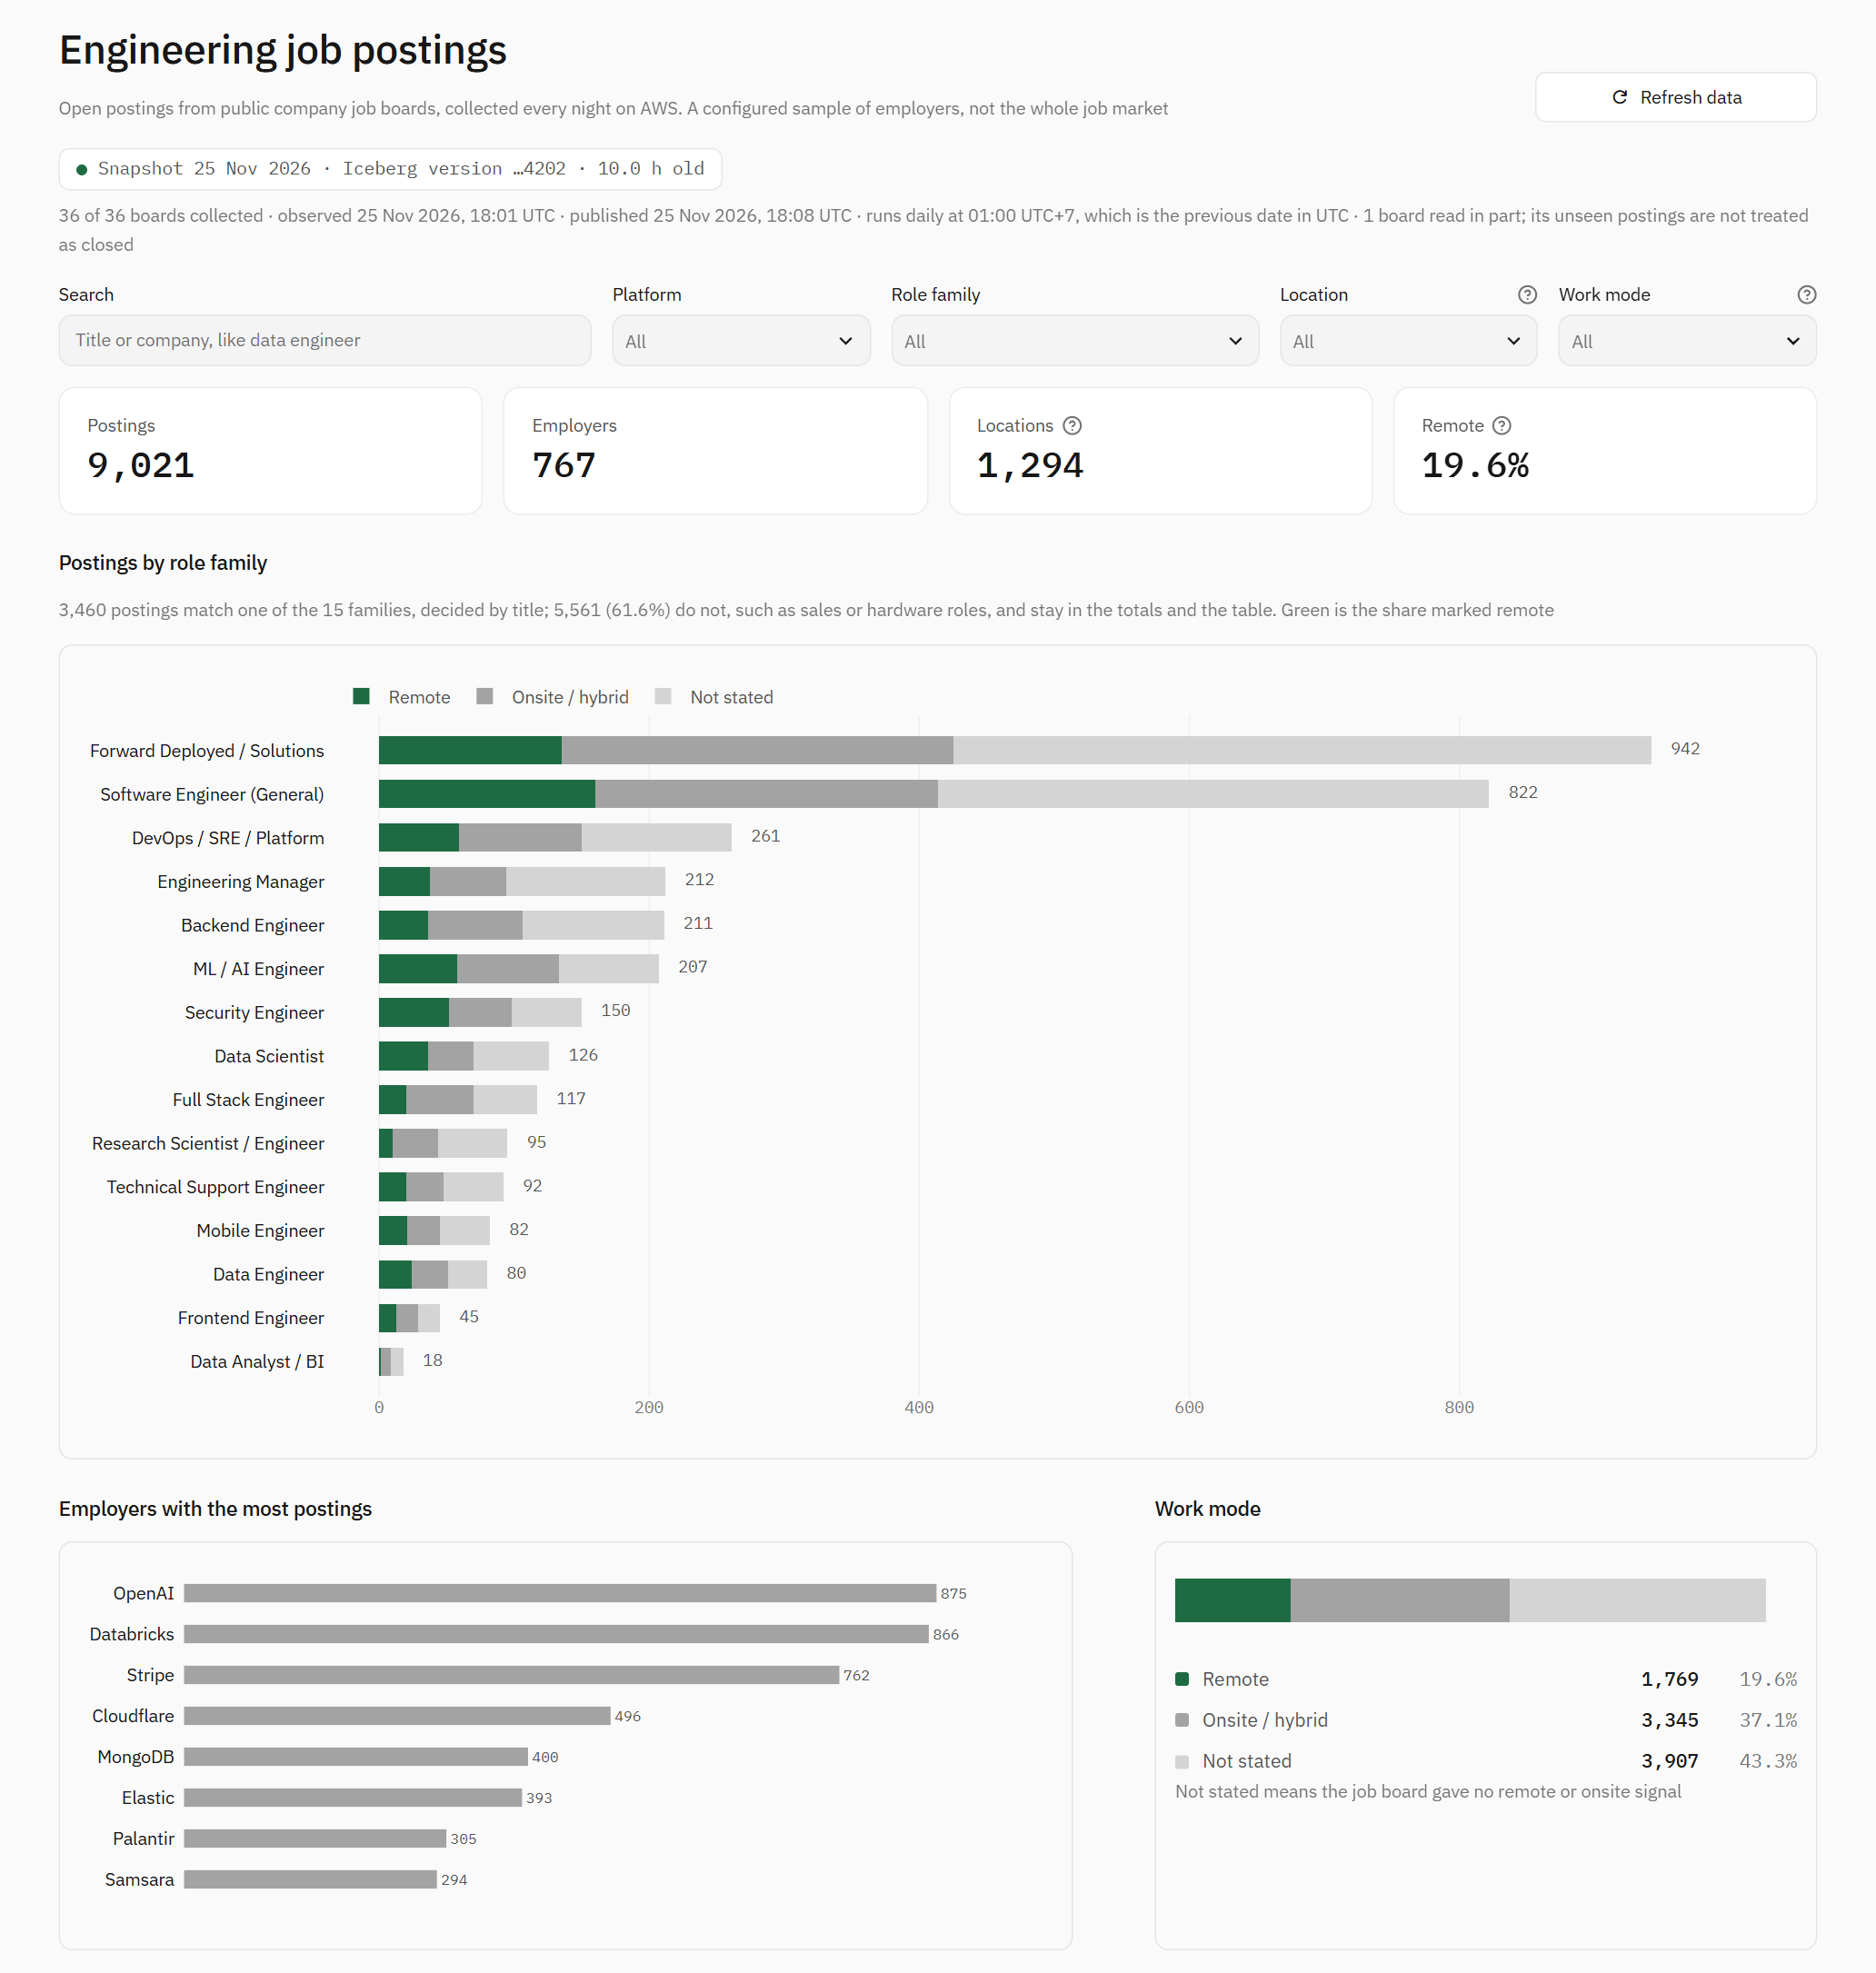 Engineering job postings
Open postings from public company job boards, collected every night on AWS. A configured sample of employers, not the whole job market
Refresh data
Snapshot 25 Nov 2026 · Iceberg version …4202 · 10.0 h old
36 of 36 boards collected · observed 25 Nov 2026, 18:01 UTC · published 25 Nov 2026, 18:08 UTC · runs daily at 01:00 UTC+7, which is the previous date in UTC · 1 board read in part; its unseen postings are not treated
as closed
Search
Title or company, like data engineer
Platform
All
Role family
All
Location
All
Work mode
All
Postings
9,021
Employers
767
Locations
1,294
Remote
19.6%
Postings by role family
3,460 postings match one of the 15 families, decided by title; 5,561 (61.6%) do not, such as sales or hardware roles, and stay in the totals and the table. Green is the share marked remote
Remote Onsite / hybrid Not stated
Forward Deployed / Solutions 942
Software Engineer (General) 822
DevOps / SRE / Platform 261
Engineering Manager 212
Backend Engineer 211
ML / AI Engineer 207
Security Engineer 150
Data Scientist 126
Full Stack Engineer 117
Research Scientist / Engineer 95
Technical Support Engineer 92
Mobile Engineer 82
Data Engineer 80
Frontend Engineer 45
Data Analyst / BI 18
0 200 400 600 800
Employers with the most postings
OpenAI 875
Databricks 866
Stripe 762
Cloudflare 496
MongoDB 400
Elastic 393
Palantir 305
Samsara 294
Work mode
Remote 1,769 19.6%
Onsite / hybrid 3,345 37.1%
Not stated 3,907 43.3%
Not stated means the job board gave no remote or onsite signal